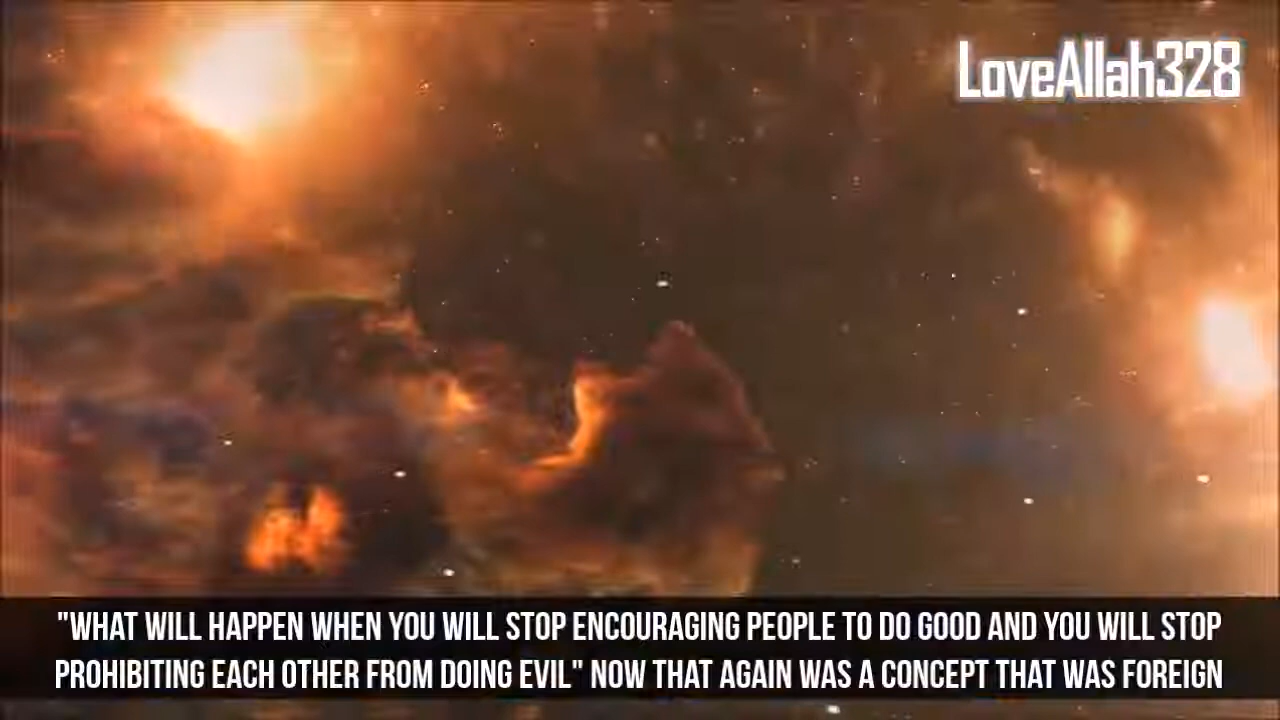 LoveAllah328
"WHAT WILL HAPPEN WHEN YOU WILL STOP ENCOURAGING PEOPLE TO DO GOOD AND YOU WILL STOP
PROHIBITING EACH OTHER FROM DOING EVIL" NOW THAT AGAIN WAS A CONCEPT THAT WAS FOREIGN